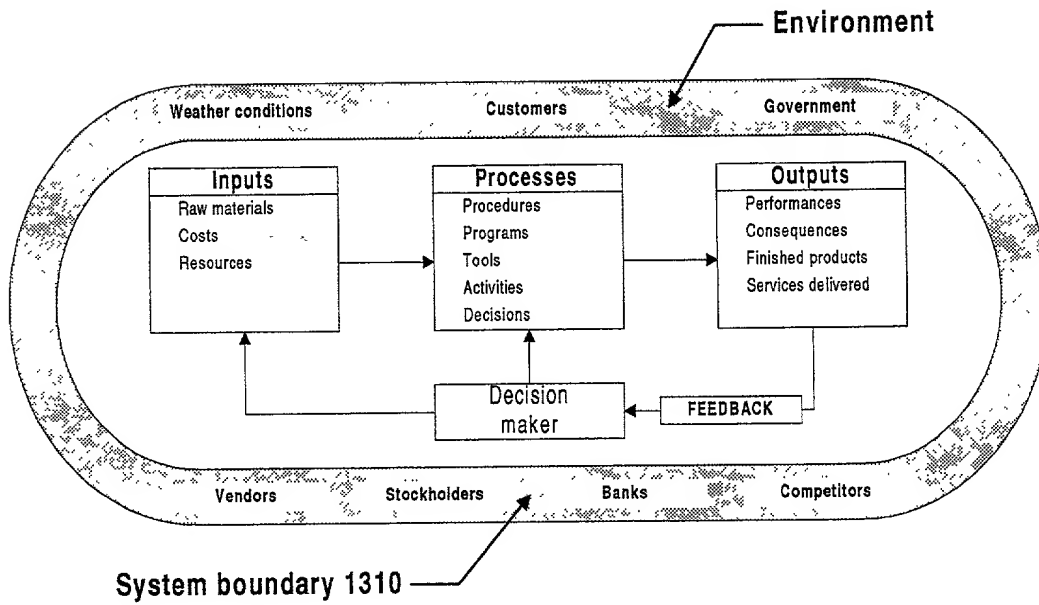 Environment
Weather conditions
Customers
Government
Inputs
Raw materials
Costs
Resources
Processes
Procedures
Programs
Tools
Activities
Decisions
Outputs
Performances
Consequences
Finished products
Services delivered
Decision
maker
FEEDBACK
Vendors
Stockholders
Banks
Competitors
System boundary 1310